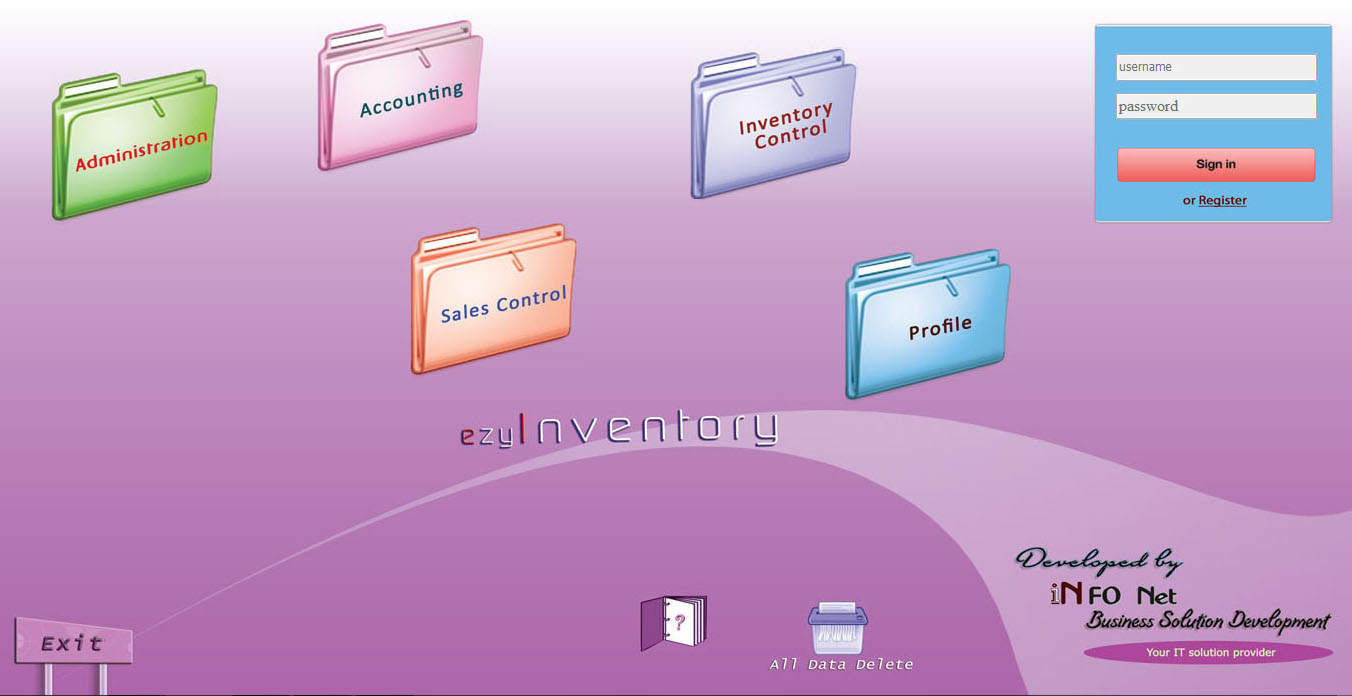 Administration
Accounting
Inventory
Control
username
password
Sign in
or Register
Sales Control
Profile
ezyInventory
Developed by
iNFO Net
Business Solution Development
Your IT solution provider
Exit
?
All Data Delete